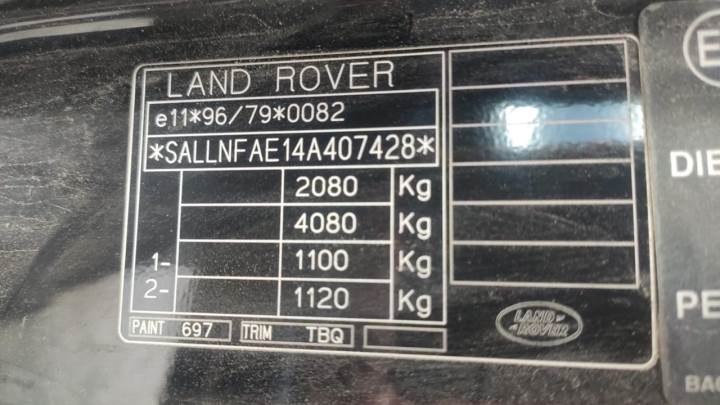 LAND ROVER
e11*96/79*0082
*SALLNFAE14A407428*
2080 Kg
4080 Kg
1- 1100 Kg
2- 1120 Kg
PAINT 697 TRIM TBQ
LAND-
-ROVER
E
DIE
PE
BAG